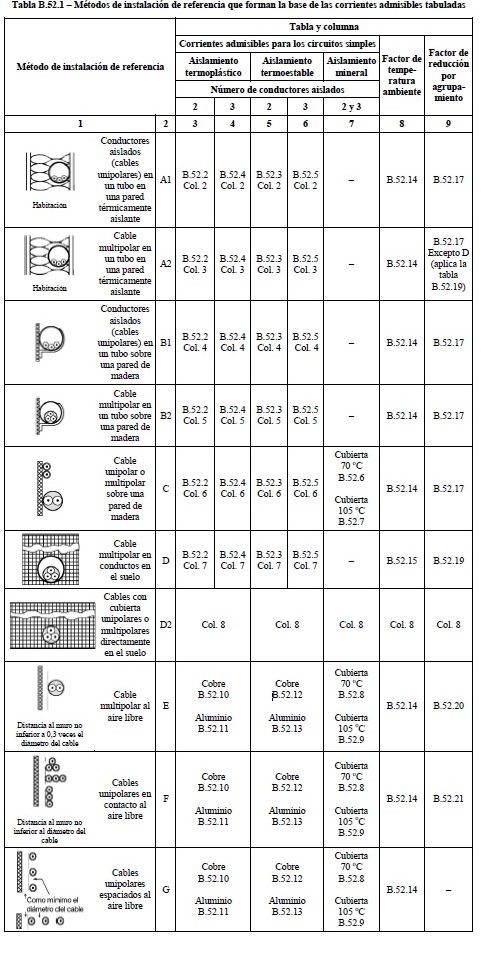 Tabla B.52.1 – Métodos de instalación de referencia que forman la base de las corrientes admisibles tabuladas
Método de instalación de referencia
Tabla y columna
Corrientes admisibles para los circuitos simples
Factor de tempe-ratura ambiente
Factor de reducción por agrupa-miento
Aislamiento termoplástico
Aislamiento termoestable
Aislamiento mineral
Número de conductores aislados
2 3 2 3 2 y 3
1 2 3 4 5 6 7 8 9
Habitación
Conductores aislados (cables unipolares) en un tubo en una pared térmicamente aislante
A1
B.52.2 Col. 2
B.52.4 Col. 2
B.52.3 Col. 2
B.52.5 Col. 2
–
B.52.14
B.52.17
Habitación
Cable multipolar en un tubo en una pared térmicamente aislante
A2
B.52.2 Col. 3
B.52.4 Col. 3
B.52.3 Col. 3
B.52.5 Col. 3
–
B.52.14
B.52.17 Excepto D (aplica la tabla B.52.19)
Conductores aislados (cables unipolares) en un tubo sobre una pared de madera
B1
B.52.2 Col. 4
B.52.4 Col. 4
B.52.3 Col. 4
B.52.5 Col. 4
–
B.52.14
B.52.17
Cable multipolar en un tubo sobre una pared de madera
B2
B.52.2 Col. 5
B.52.4 Col. 5
B.52.3 Col. 5
B.52.5 Col. 5
–
B.52.14
B.52.17
Cable unipolar o multipolar sobre una pared de madera
C
B.52.2 Col. 6
B.52.4 Col. 6
B.52.3 Col. 6
B.52.5 Col. 6
Cubierta 70 ºC B.52.6
Cubierta 105 ºC B.52.7
B.52.14
B.52.17
Cable multipolar en conductos en el suelo
D
B.52.2 Col. 7
B.52.4 Col. 7
B.52.3 Col. 7
B.52.5 Col. 7
–
B.52.15
B.52.19
Cables con cubierta unipolares o multipolares directamente en el suelo
D2
Col. 8
Col. 8
Col. 8
Col. 8
Col. 8
Distancia al muro no inferior a 0,3 veces el diámetro del cable
Cable multipolar al aire libre
E
Cobre B.52.10
Aluminio B.52.11
Cobre B.52.12
Aluminio B.52.13
Cubierta 70 ºC B.52.8
Cubierta 105 ºC B.52.9
B.52.14
B.52.20
Distancia al muro no inferior al diámetro del cable
Cables unipolares en contacto al aire libre
F
Cobre B.52.10
Aluminio B.52.11
Cobre B.52.12
Aluminio B.52.13
Cubierta 70 ºC B.52.8
Cubierta 105 ºC B.52.9
B.52.14
B.52.21
Como mínimo el diámetro del cable
Cables unipolares espaciados al aire libre
G
Cobre B.52.10
Aluminio B.52.11
Cobre B.52.12
Aluminio B.52.13
Cubierta 70 ºC B.52.8
Cubierta 105 ºC B.52.9
B.52.14
–